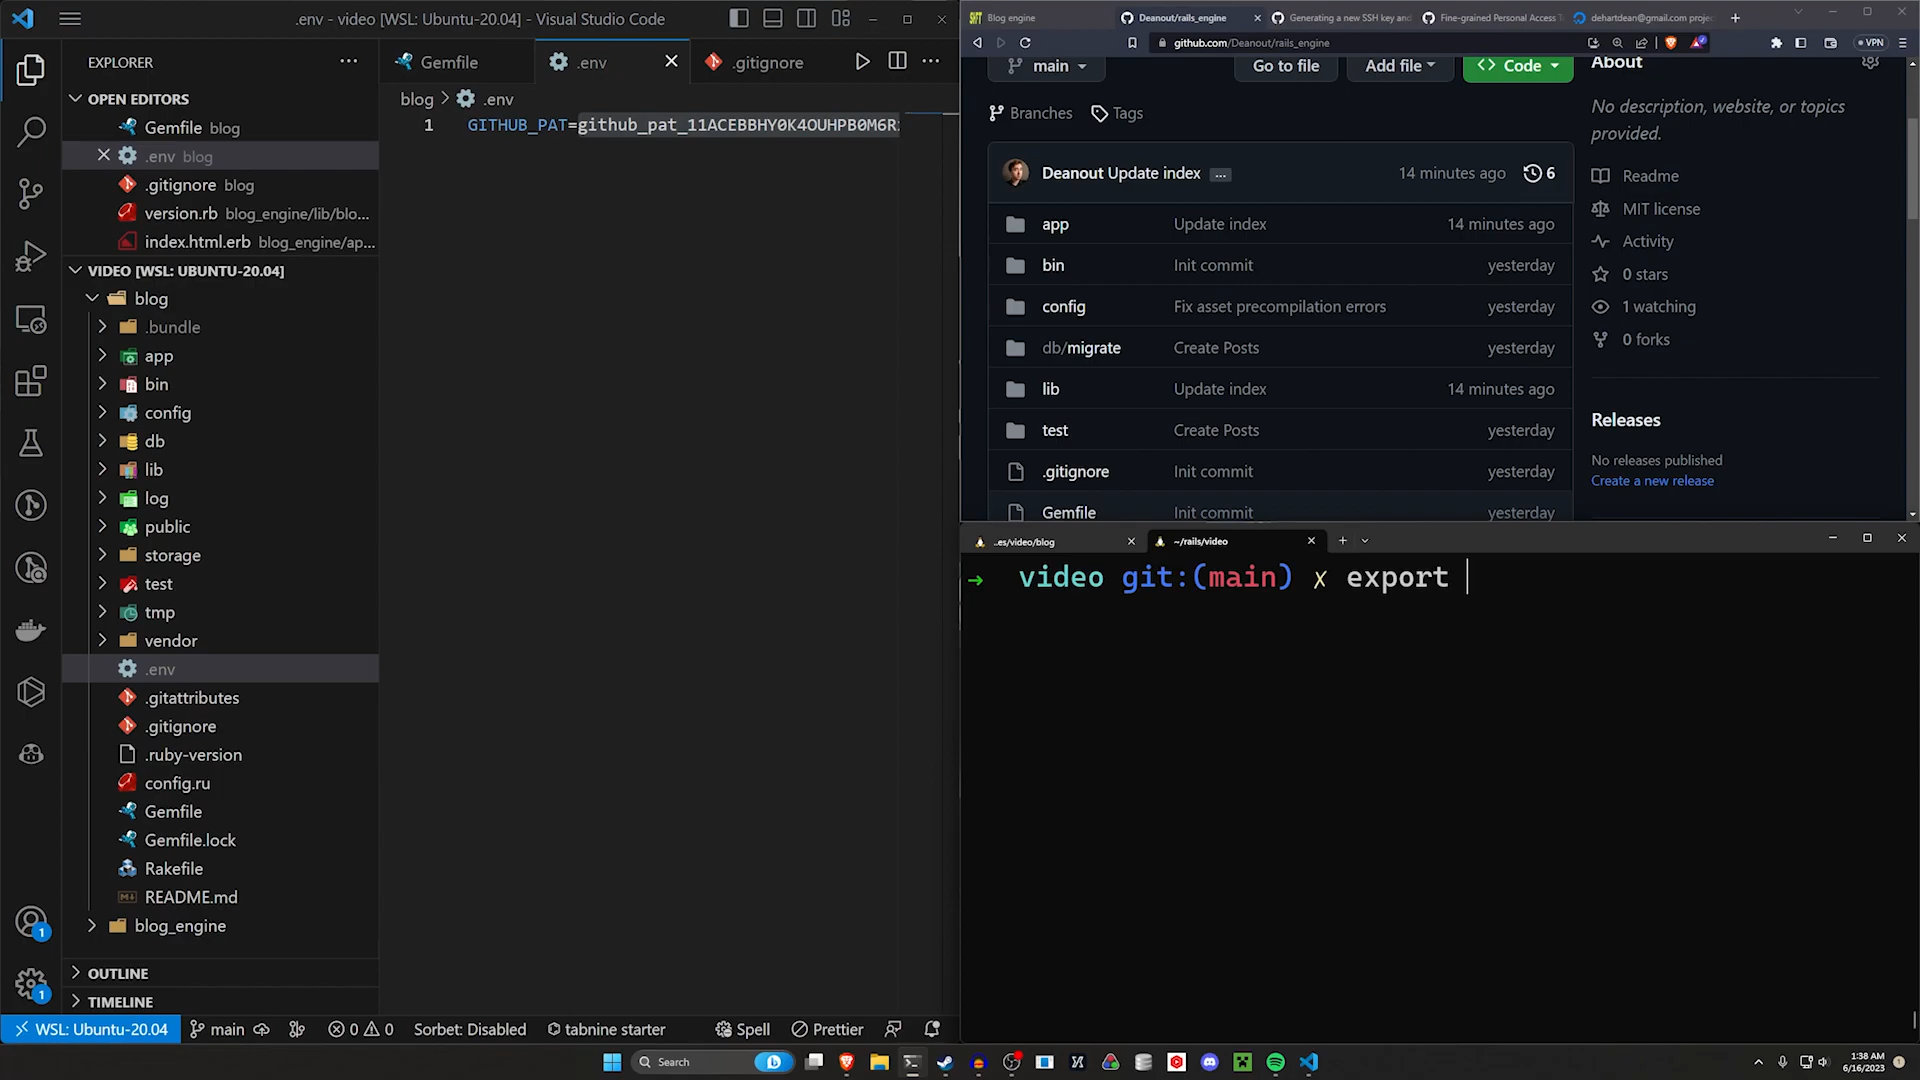 .env - video [WSL: Ubuntu-20.04] - Visual Studio Code
EXPLORER
OPEN EDITORS
Gemfile blog
.env blog
.gitignore blog
version.rb blog_engine/lib/blo...
index.html.erb blog_engine/ap...
VIDEO [WSL: UBUNTU-20.04]
blog
.bundle
app
bin
config
db
lib
log
public
storage
test
tmp
vendor
.env
.gitattributes
.gitignore
.ruby-version
config.ru
Gemfile
Gemfile.lock
Rakefile
README.md
blog_engine
OUTLINE
TIMELINE
1
1
Gemfile
.env
.gitignore
blog > .env
1 GITHUB_PAT=github_pat_11ACEBBHY0K4OUHPB0M6R
WSL: Ubuntu-20.04 main 0 0 Sorbet: Disabled tabnine starter Spell Prettier
Blog engine
Deanout/rails_engine
Generating a new SSH key and
Fine-grained Personal Access T
dehartdean@gmail.com projec
github.com/Deanout/rails_engine
VPN
main
Go to file
Add file
Code
Branches
Tags
Deanout Update index ... 14 minutes ago 6
app Update index 14 minutes ago
bin Init commit yesterday
config Fix asset precompilation errors yesterday
db/migrate Create Posts yesterday
lib Update index 14 minutes ago
test Create Posts yesterday
.gitignore Init commit yesterday
Gemfile Init commit yesterday
About
No description, website, or topics
provided.
Readme
MIT license
Activity
0 stars
1 watching
0 forks
Releases
No releases published
Create a new release
..es/video/blog
~/rails/video
→ video git:(main) ✗ export
Search
1:38 AM
6/16/2023
1